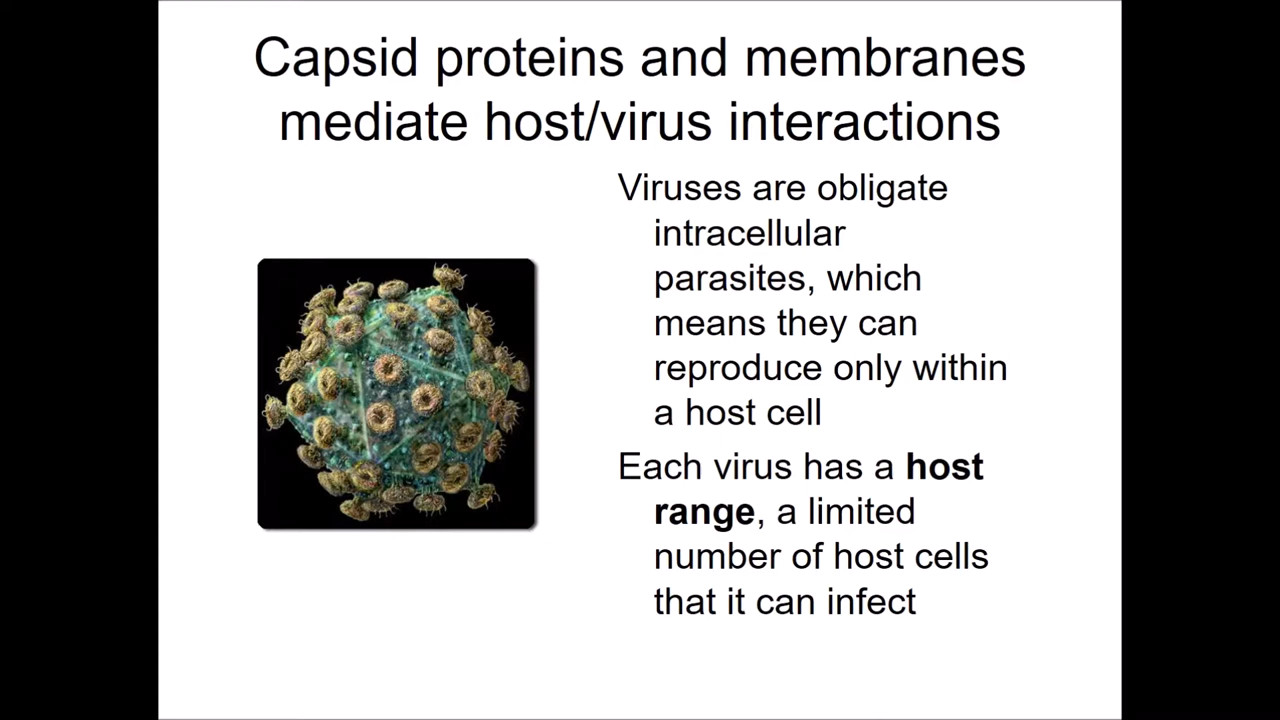 Capsid proteins and membranes
mediate host/virus interactions
Viruses are obligate
intracellular
parasites, which
means they can
reproduce only within
a host cell
Each virus has a host
range, a limited
number of host cells
that it can infect